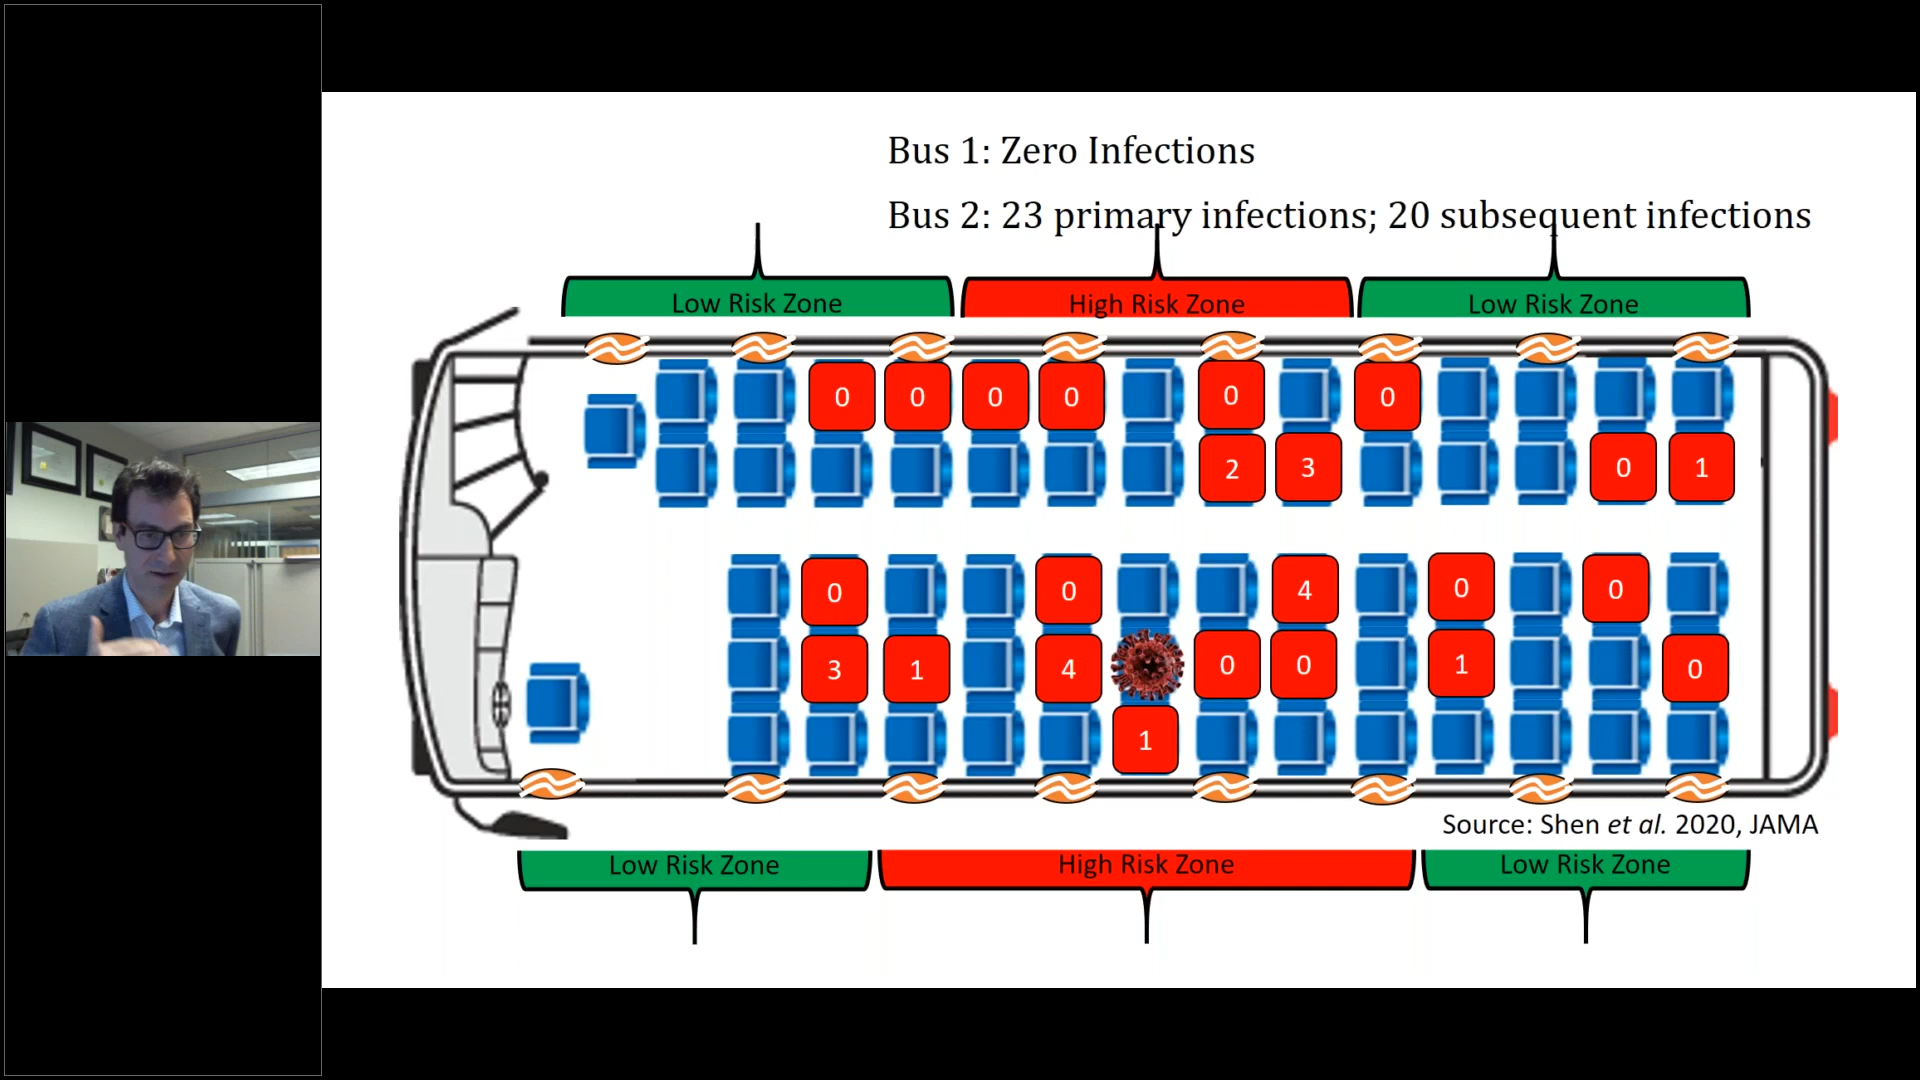 Bus 1: Zero Infections
Bus 2: 23 primary infections; 20 subsequent infections
Low Risk Zone High Risk Zone Low Risk Zone
0 0 0 0 0 0
2 3 0 1
0 0 4 0 0
3 1 4 0 0 1 0
1
Source: Shen et al. 2020, JAMA
Low Risk Zone High Risk Zone Low Risk Zone